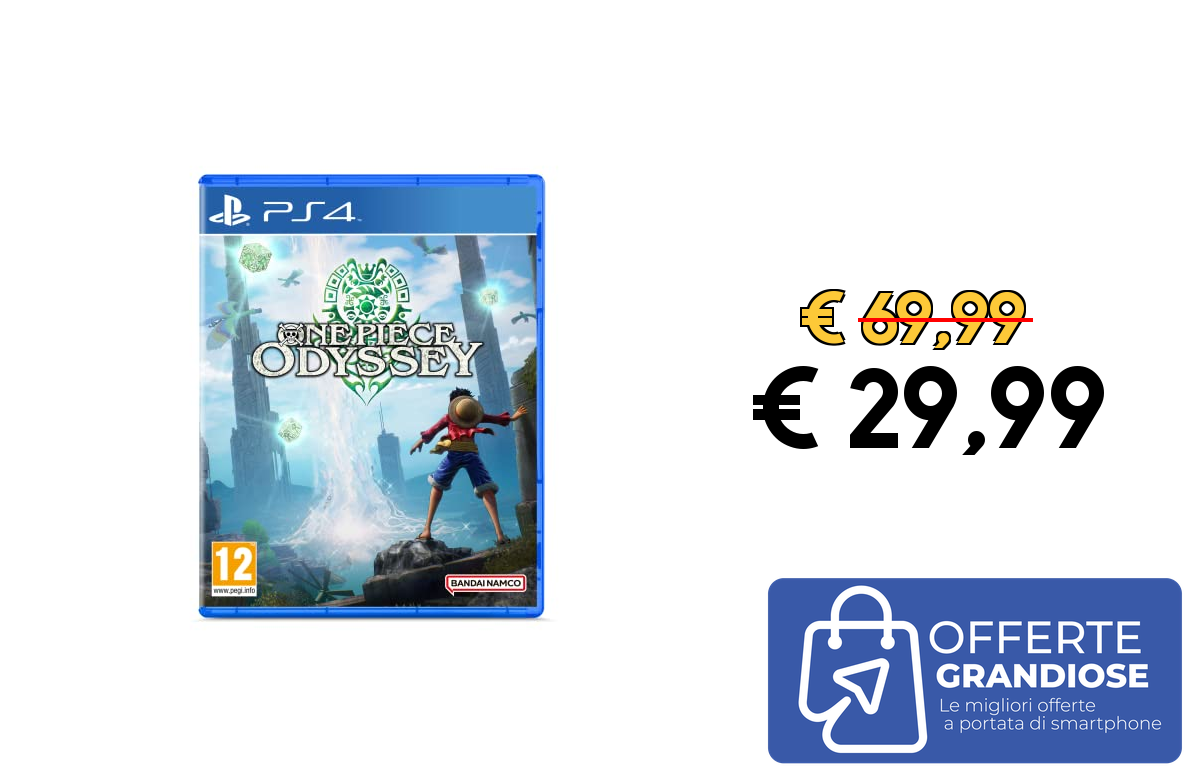 PS4
ONE PIECE
ODYSSEY
12
www.pegi.info
BANDAI NAMCO
€ 69,99
€ 29,99
OFFERTE
GRANDIOSE
Le migliori offerte
a portata di smartphone